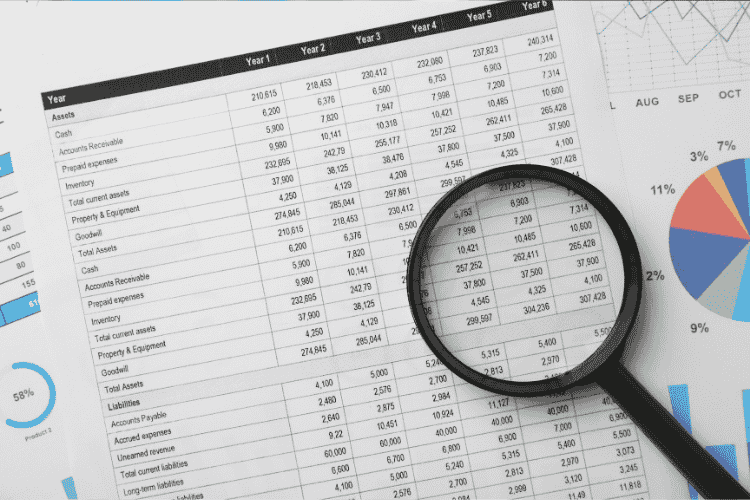 Year Year 1 Year 2 Year 3 Year 4 Year 5 Year 6
Assets
Cash 210,615 218,453 230,412 232,080 237,823 240,314
Accounts Receivable 6,200 6,376 6,500 6,753 6,903 7,200
Prepaid expenses 5,900 7,820 7,947 7,998 7,200 7,314
Inventory 9,980 10,141 10,318 10,421 10,485 10,600
Total current assets 232,695 242,79 255,177 257,252 262,411 265,428
Property & Equipment 37,900 38,125 38,476 37,800 37,500 37,900
Goodwill 4,250 4,129 4,208 4,545 4,325 4,100
Total Assets 274,845 285,044 297,861 307,428
Cash 210,615 218,453 230,412 237,823
Accounts Receivable 6,200 6,376 6,500 6,753 6,903
Prepaid expenses 5,900 7,820 7,998 7,200 7,314
Inventory 9,980 10,141 10,421 10,485 10,600
Total current assets 232,695 242,79 257,252 262,411 265,428
Property & Equipment 37,900 38,125 37,800 37,500 37,900
Goodwill 4,250 4,129 4,545 4,325 4,100
Total Assets 274,845 285,044 299,597 304,236 307,428
Liabilities
Accounts Payable 4,100 5,000 5,315 5,400
Accrued expenses 2,480 2,576 2,700 2,813 2,970
Unearned revenue 2,640 2,875 2,984
Total current liabilities 9,22 10,451 10,924 11,127
Long-term liabilities 60,000 60,000 40,000 40,000 40,000
6,600 6,700 6,800 6,900 7,000
4,100 5,000 5,240 5,315 5,400 5,500
2,576 2,700 2,813 2,970 3,073
3,120 3,245
11,49 11,818
AUG SEP OCT
3% 7%
11%
2%
9%
40
100
80
155
58%
Product 2